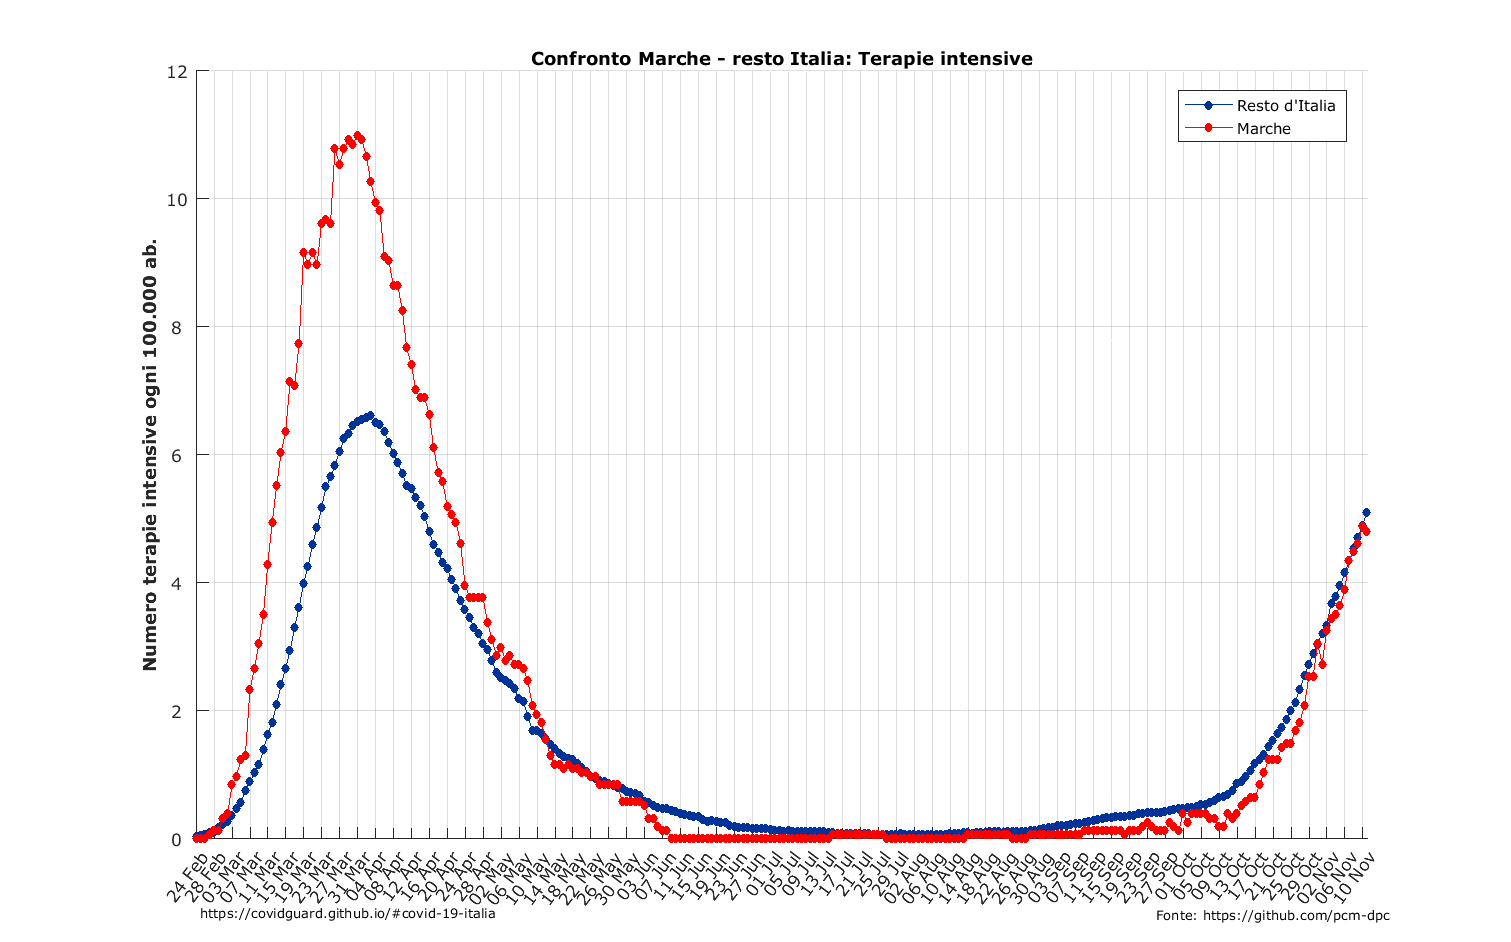 Confronto Marche - resto Italia: Terapie intensive
Resto d'Italia
Marche
Numero terapie intensive ogni 100.000 ab.
12
10
8
6
4
2
0
24 Feb
28 Feb
03 Mar
07 Mar
11 Mar
15 Mar
19 Mar
23 Mar
27 Mar
31 Mar
04 Apr
08 Apr
12 Apr
16 Apr
20 Apr
24 Apr
28 Apr
02 May
06 May
10 May
14 May
18 May
22 May
26 May
30 May
03 Jun
07 Jun
11 Jun
15 Jun
19 Jun
23 Jun
27 Jun
01 Jul
05 Jul
09 Jul
13 Jul
17 Jul
21 Jul
25 Jul
29 Jul
02 Aug
06 Aug
10 Aug
14 Aug
18 Aug
22 Aug
26 Aug
30 Aug
03 Sep
07 Sep
11 Sep
15 Sep
19 Sep
23 Sep
27 Sep
01 Oct
05 Oct
09 Oct
13 Oct
17 Oct
21 Oct
25 Oct
29 Oct
02 Nov
06 Nov
10 Nov
https://covidguard.github.io/#covid-19-italia
Fonte: https://github.com/pcm-dpc